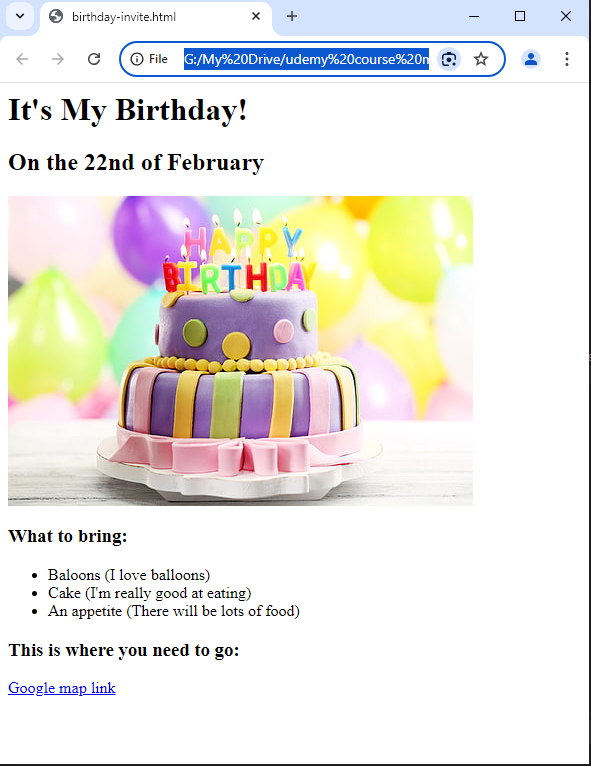 birthday-invite.html
File G:/My%20Drive/udemy%20course%20m
It's My Birthday!
On the 22nd of February
HAPPY
BIRTHDAY
What to bring:
Baloons (I love balloons)
Cake (I'm really good at eating)
An appetite (There will be lots of food)
This is where you need to go:
Google map link